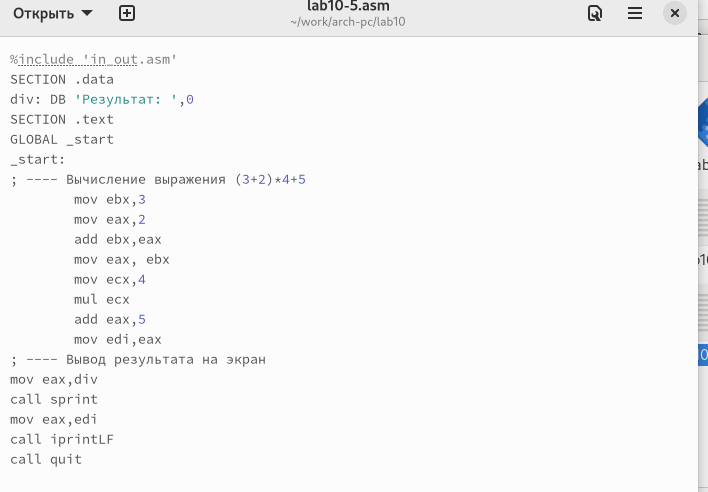 Открыть
lab10-5.asm
~/work/arch-pc/lab10
%include 'in_out.asm'
SECTION .data
div: DB 'Результат: ',0
SECTION .text
GLOBAL _start
_start:
; ---- Вычисление выражения (3+2)*4+5
mov ebx,3
mov eax,2
add ebx,eax
mov eax, ebx
mov ecx,4
mul ecx
add eax,5
mov edi,eax
; ---- Вывод результата на экран
mov eax,div
call sprint
mov eax,edi
call iprintLF
call quit